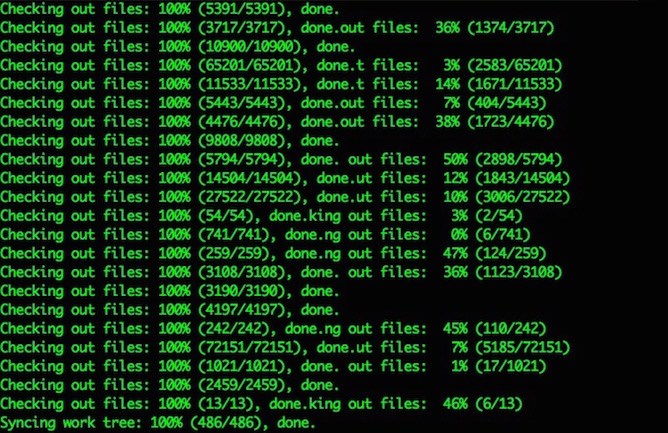 Checking out files: 100% (5391/5391), done.
Checking out files: 100% (3717/3717), done.out files:  36% (1374/3717)
Checking out files: 100% (10900/10900), done.
Checking out files: 100% (65201/65201), done.t files:   3% (2583/65201)
Checking out files: 100% (11533/11533), done.t files:  14% (1671/11533)
Checking out files: 100% (5443/5443), done.out files:   7% (404/5443)
Checking out files: 100% (4476/4476), done.out files:  38% (1723/4476)
Checking out files: 100% (9808/9808), done.
Checking out files: 100% (5794/5794), done. out files:  50% (2898/5794)
Checking out files: 100% (14504/14504), done.ut files:  12% (1843/14504)
Checking out files: 100% (27522/27522), done.ut files:  10% (3006/27522)
Checking out files: 100% (54/54), done.king out files:   3% (2/54)
Checking out files: 100% (741/741), done.ng out files:   0% (6/741)
Checking out files: 100% (259/259), done.ng out files:  47% (124/259)
Checking out files: 100% (3108/3108), done. out files:  36% (1123/3108)
Checking out files: 100% (3190/3190), done.
Checking out files: 100% (4197/4197), done.
Checking out files: 100% (242/242), done.ng out files:  45% (110/242)
Checking out files: 100% (72151/72151), done.ut files:   7% (5185/72151)
Checking out files: 100% (1021/1021), done. out files:   1% (17/1021)
Checking out files: 100% (2459/2459), done.
Checking out files: 100% (13/13), done.king out files:  46% (6/13)
Syncing work tree: 100% (486/486), done.